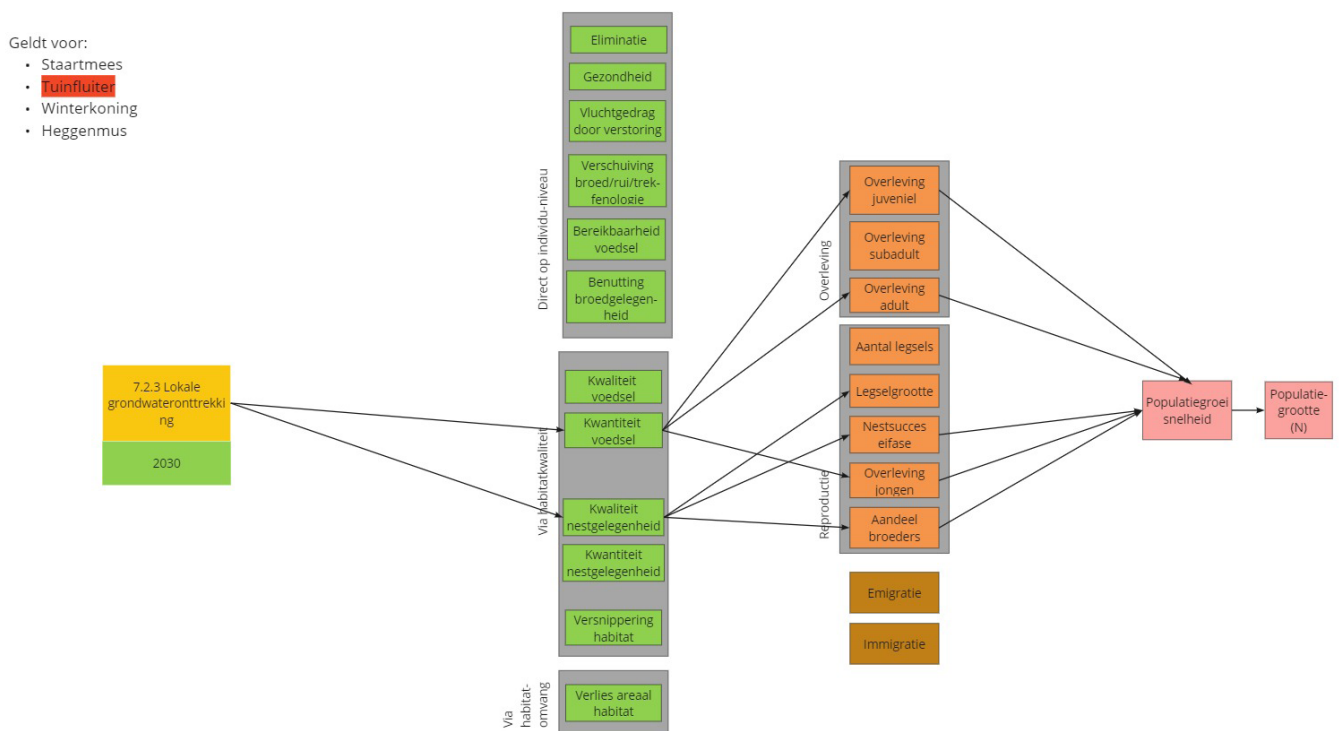 Geldt voor:
• Staartmees
• Tuinfluiter
• Winterkoning
• Heggenmus
7.2.3 Lokale
grondwateronttrekki
ng
2030
Direct op individu-niveau
Eliminatie
Gezondheid
Vluchtgedrag
door verstoring
Verschuiving
broed/rui/trek-
fenologie
Bereikbaarheid
voedsel
Benutting
broedgelegen-
heid
Via habitatkwaliteit
Kwaliteit
voedsel
Kwantiteit
voedsel
Kwaliteit
nestgelegenheid
Kwantiteit
nestgelegenheid
Versnippering
habitat
Via
habitat-
omvang
Verlies areaal
habitat
Overleving
Overleving
juveniel
Overleving
subadult
Overleving
adult
Reproductie
Aantal legsels
Legselgrootte
Nestsucces
eifase
Overleving
jongen
Aandeel
broeders
Emigratie
Immigratie
Populatiegroei
snelheid
Populatie-
grootte
(N)